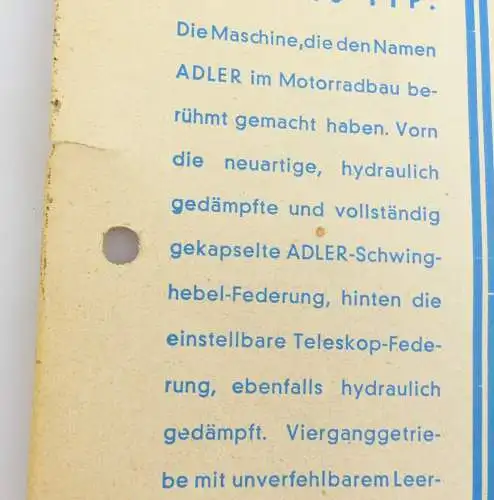 Die Maschine,die den Namen
ADLER im Motorradbau be-
rühmt gemacht haben. Vorn
die neuartige, hydraulich
gedämpfte und vollständig
gekapselte ADLER-Schwing-
hebel-Federung, hinten die
einstellbare Teleskop-Fede-
rung, ebenfalls hydraulich
gedämpft. Vierganggetrie-
be mit unverfehlbarem Leer-